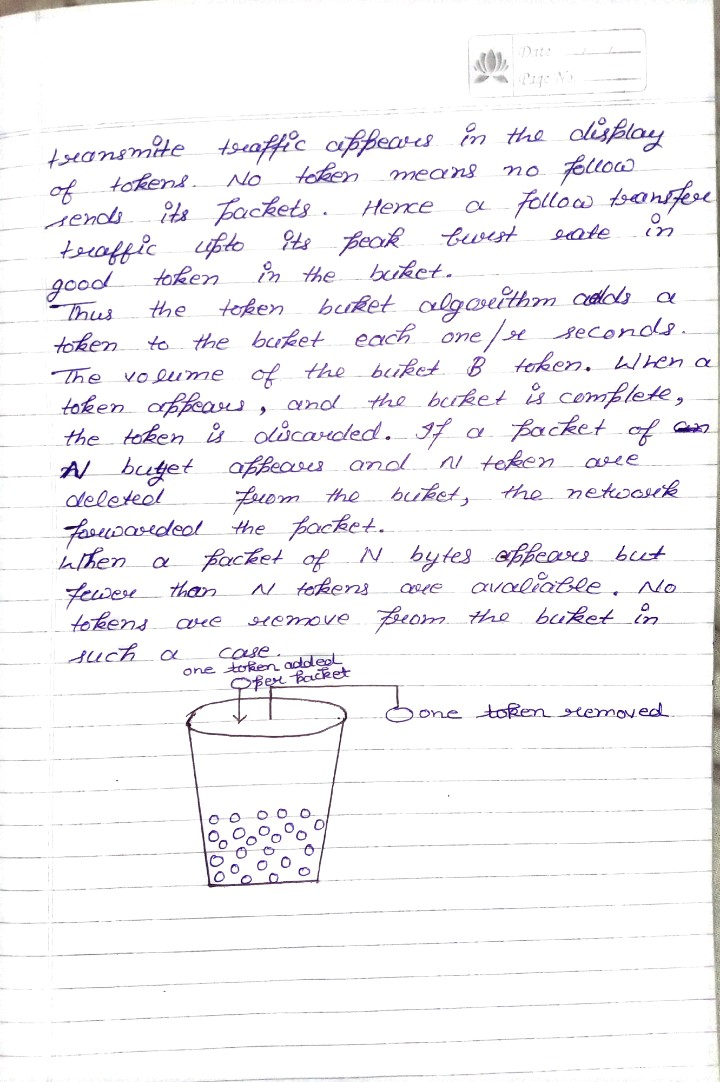 Date
Page No.
transmite traffic appears in the display
of tokens. No token means no follow
sends its packets. Hence a follow transfer
traffic upto its peak burst rate in
good token in the buket.
Thus the token buket algorithm adds a
token to the buket each one/r seconds.
The volume of the buket B token. When a
token appears, and the buket is complete,
the token is discarded. If a packet of
N buyet appears and N token are
deleted from the buket, the network
forwarded the packet.
When a packet of N bytes appears but
fewer than N tokens are avaliable. No
tokens are remove from the buket in
such a case.
one token added
per packet
one token removed